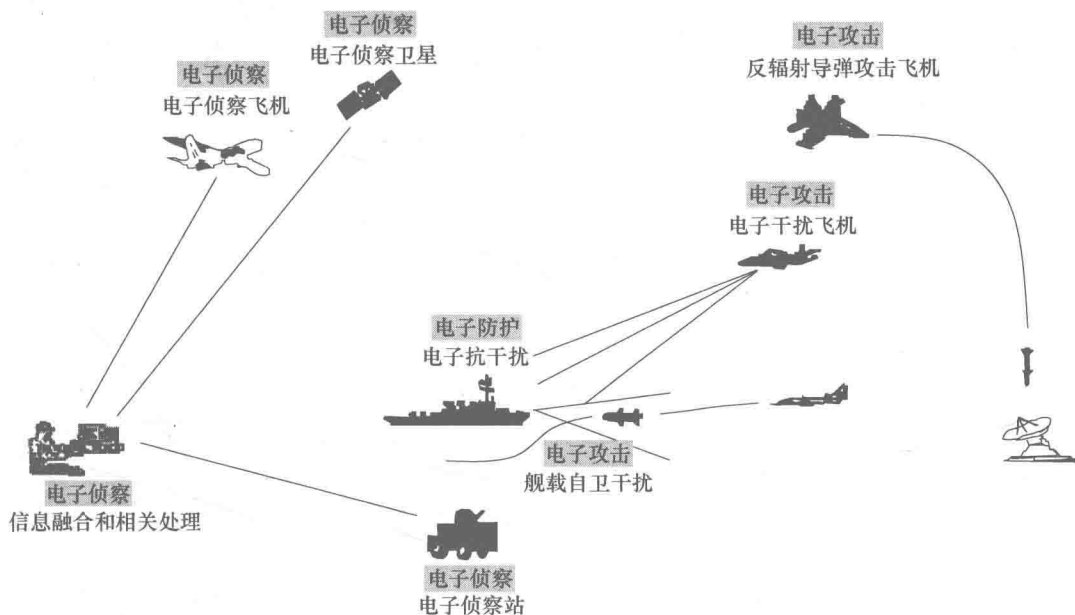 电子侦察
电子侦察卫星
电子攻击
反辐射导弹攻击飞机
电子侦察
电子侦察飞机
电子攻击
电子干扰飞机
电子防护
电子抗干扰
电子攻击
舰载自卫干扰
电子侦察
信息融合和相关处理
电子侦察
电子侦察站